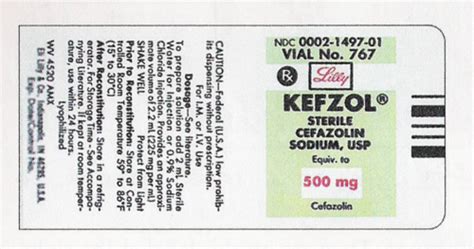 CAUTION—Federal (U.S.A.) law prohib-
its dispensing without prescription.
For I.M. or I.V. Use
Dosage—See literature.
To prepare solution add 2 mL Sterile
Water for Injection or 0.9% Sodium
Chloride Injection. Provides an approxi-
mate volume of 2.2 mL (225 mg per mL)
SHAKE WELL Protect from Light
Prior to Reconstitution: Store at Con-
trolled Room Temperature 59° to 86°F
(15° to 30°C)
After Reconstitution: Store in a refrig-
erator. For Storage Time - See Accompa-
nying Literature. If kept at room temper-
ature, use within 24 hours.
Lyophilized
WV 4520 AMX
Eli Lilly & Co., Indianapolis, IN 46285, U.S.A.
Exp. Date/Control No.
NDC 0002-1497-01
VIAL No. 767
Rx Lilly
KEFZOL®
STERILE
CEFAZOLIN
SODIUM, USP
Equiv. to
500 mg
Cefazolin